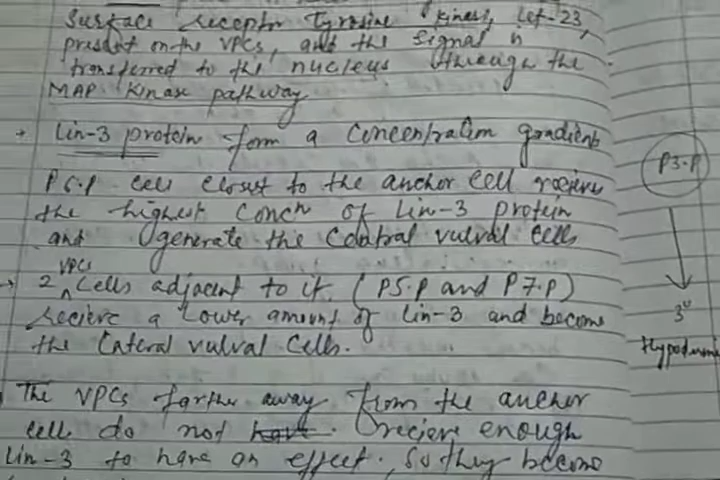 Surface receptor tyrosine kinase, Let-23,
present on the VPCs, and the signal is
transferred to the nucleus through the
MAP kinase pathway
→ Lin-3 protein form a concentration gradient
P6.P cell closest to the anchor cell recieve
the highest concn of Lin-3 protein
and generate the central vulval cells
VPCs
→ 2 cells adjacent to it (P5.P and P7.P)
recieve a lower amount of Lin-3 and become
the lateral vulval cells.
The VPCs farther away from the anchor
cell do not have recieve enough
Lin-3 to have an effect, so they become
P3.P
3°
Hypodermis